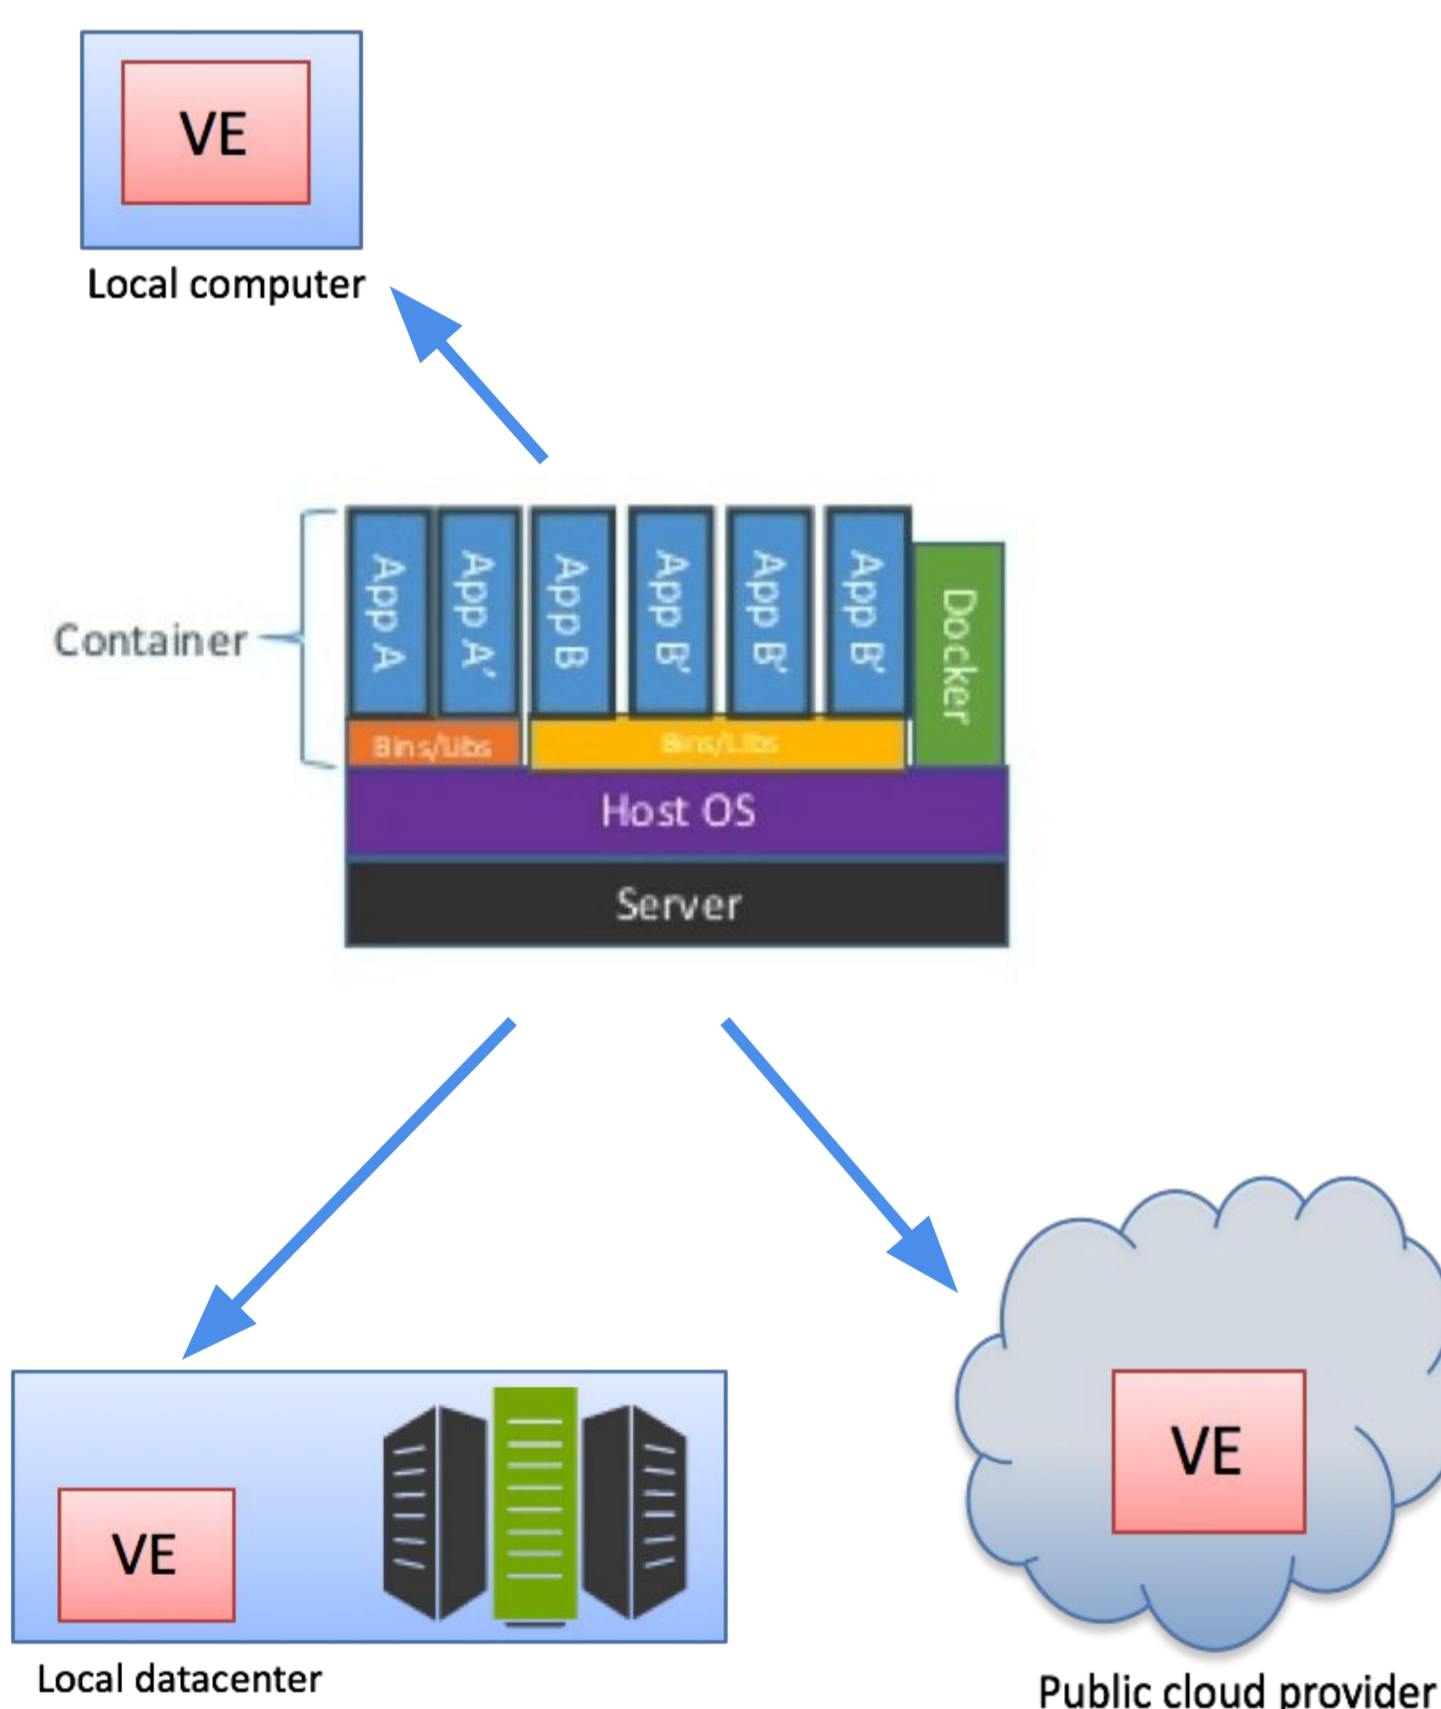 VE
Local computer
Container
App A
App A'
App B
App B'
App B'
App B'
Docker
Bins/Libs
Bins/Libs
Host OS
Server
VE
Local datacenter
VE
Public cloud provider